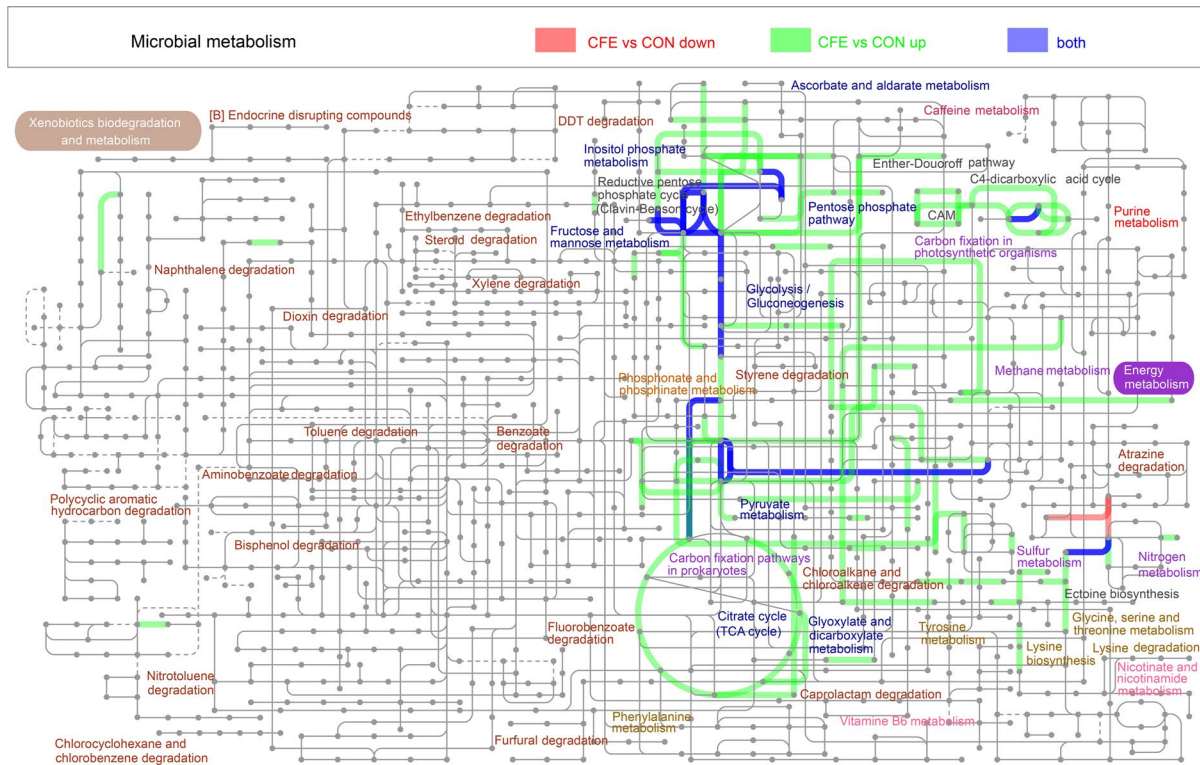 Microbial metabolism
CFE vs CON down
CFE vs CON up
both
Ascorbate and aldarate metabolism
Xenobiotics biodegradation
and metabolism
[B] Endocrine disrupting compounds
DDT degradation
Caffeine metabolism
Inositol phosphate
metabolism
Enther-Douoroff pathway
C4-dicarboxylic acid cycle
Reductive pentose
phosphate cycle
(Clavin-Benson cycle)
Pentose phosphate
pathway
CAM
Purine
metabolism
Ethylbenzene degradation
Steroid degradation
Fructose and
mannose metabolism
Carbon fixation in
photosynthetic organisms
Naphthalene degradation
Xylene degradation
Glycolysis /
Gluconeogenesis
Dioxin degradation
Phosphonate and
phosphinate metabolism
Styrene degradation
Methane metabolism
Energy
metabolism
Toluene degradation
Benzoate
degradation
Atrazine
degradation
Aminobenzoate degradation
Polycyclic aromatic
hydrocarbon degradation
Pyruvate
metabolism
Bisphenol degradation
Carbon fixation pathways
in prokaryotes
Sulfur
metabolism
Nitrogen
metabolism
Chloroalkane and
chloroalkene degradation
Ectoine biosynthesis
Fluorobenzoate
degradation
Citrate cycle
(TCA cycle)
Glyoxylate and
dicarboxylate
metabolism
Tyrosine
metabolism
Glycine, serine and
threonine metabolism
Lysine
biosynthesis
Lysine degradation
Nitrotoluene
degradation
Nicotinate and
nicotinamide
metabolism
Caprolactam degradation
Phenylalanine
metabolism
Vitamine B6 metabolism
Furfural degradation
Chlorocyclohexane and
chlorobenzene degradation